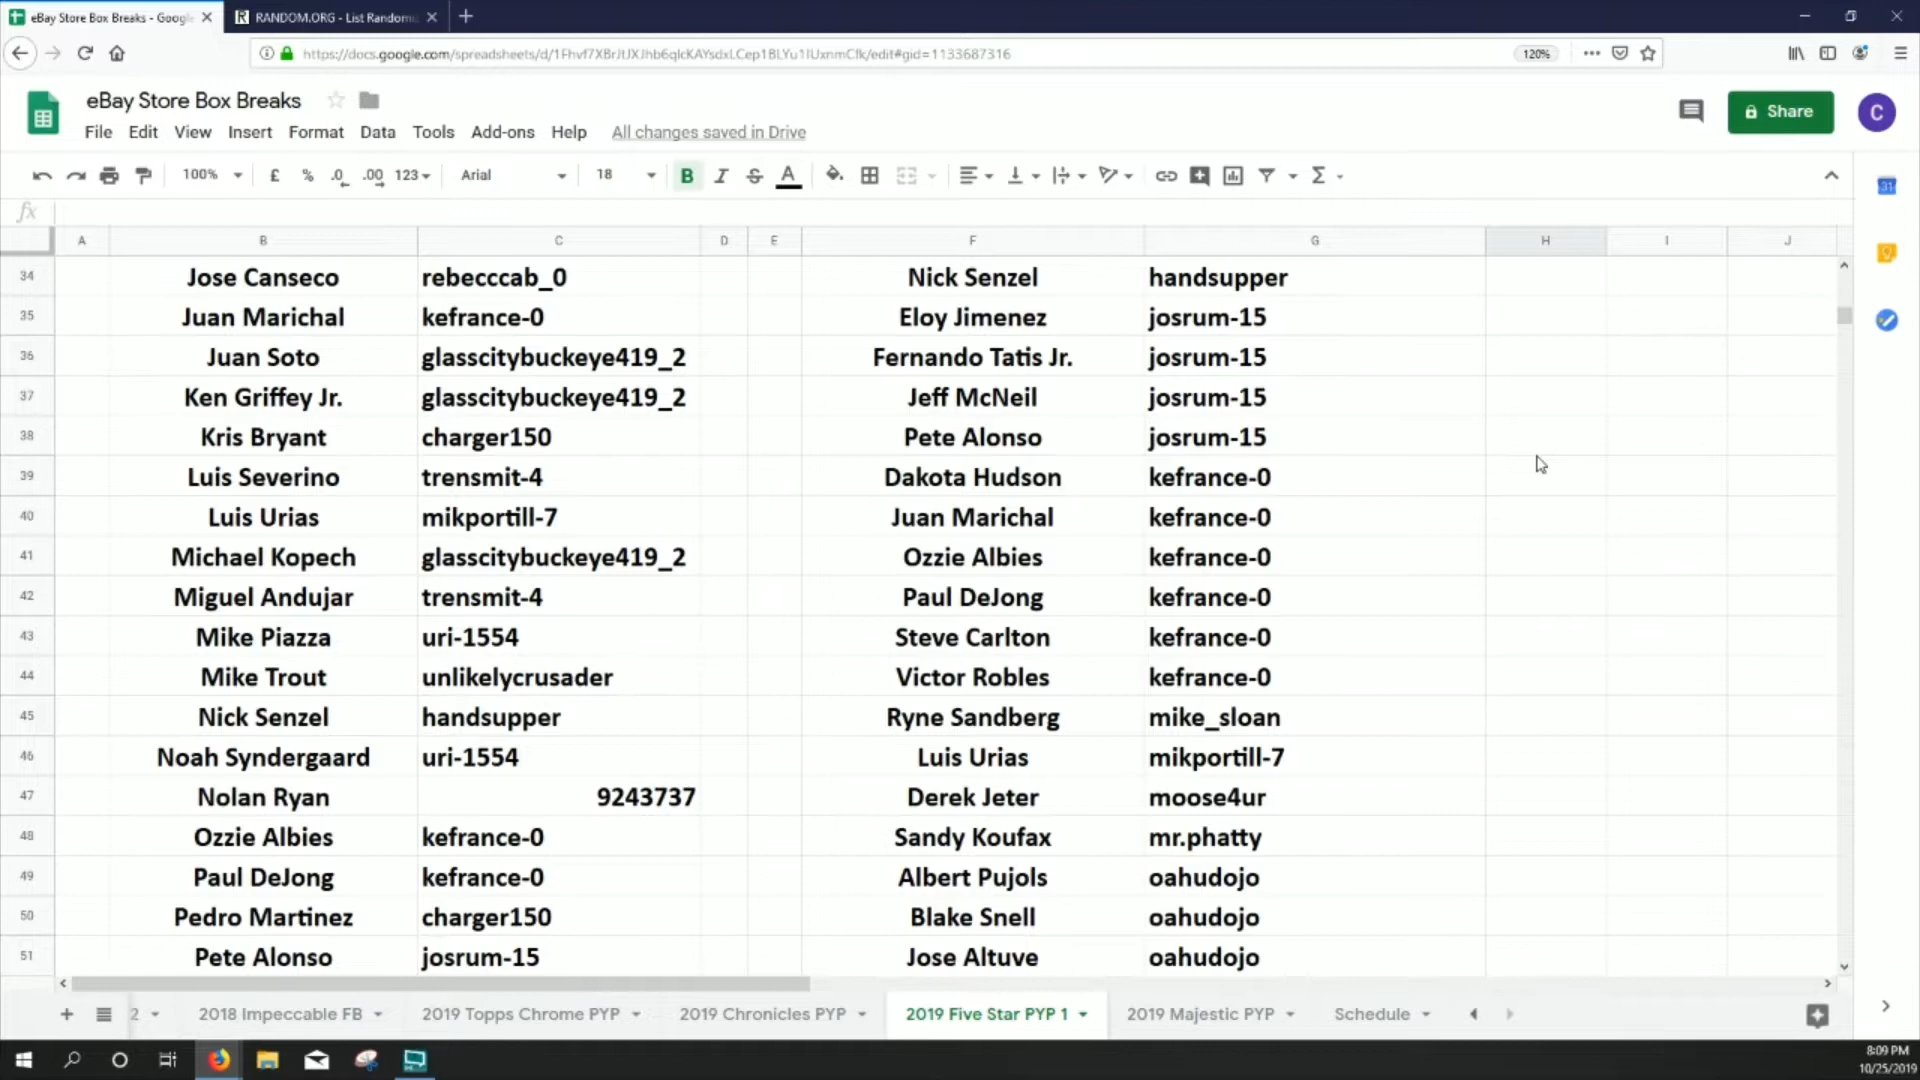 eBay Store Box Breaks - Google
RANDOM.ORG - List Random
https://docs.google.com/spreadsheets/d/
120%
eBay Store Box Breaks
File Edit View Insert Format Data Tools Add-ons Help All changes saved in Drive
Share
C
100% £ % .0 .00 123 Arial 18 B I S A Σ
fx
A B C D E F G H I J
34 Jose Canseco rebecccab_0 Nick Senzel handsupper
35 Juan Marichal kefrance-0 Eloy Jimenez josrum-15
36 Juan Soto glasscitybuckeye419_2 Fernando Tatis Jr. josrum-15
37 Ken Griffey Jr. glasscitybuckeye419_2 Jeff McNeil josrum-15
38 Kris Bryant charger150 Pete Alonso josrum-15
39 Luis Severino trensmit-4 Dakota Hudson kefrance-0
40 Luis Urias mikportill-7 Juan Marichal kefrance-0
41 Michael Kopech glasscitybuckeye419_2 Ozzie Albies kefrance-0
42 Miguel Andujar trensmit-4 Paul DeJong kefrance-0
43 Mike Piazza uri-1554 Steve Carlton kefrance-0
44 Mike Trout unlikelycrusader Victor Robles kefrance-0
45 Nick Senzel handsupper Ryne Sandberg mike_sloan
46 Noah Syndergaard uri-1554 Luis Urias mikportill-7
47 Nolan Ryan 9243737 Derek Jeter moose4ur
48 Ozzie Albies kefrance-0 Sandy Koufax mr.phatty
49 Paul DeJong kefrance-0 Albert Pujols oahudojo
50 Pedro Martinez charger150 Blake Snell oahudojo
51 Pete Alonso josrum-15 Jose Altuve oahudojo
2 2018 Impeccable FB 2019 Topps Chrome PYP 2019 Chronicles PYP 2019 Five Star PYP 1 2019 Majestic PYP Schedule
8:09 PM
10/25/2019